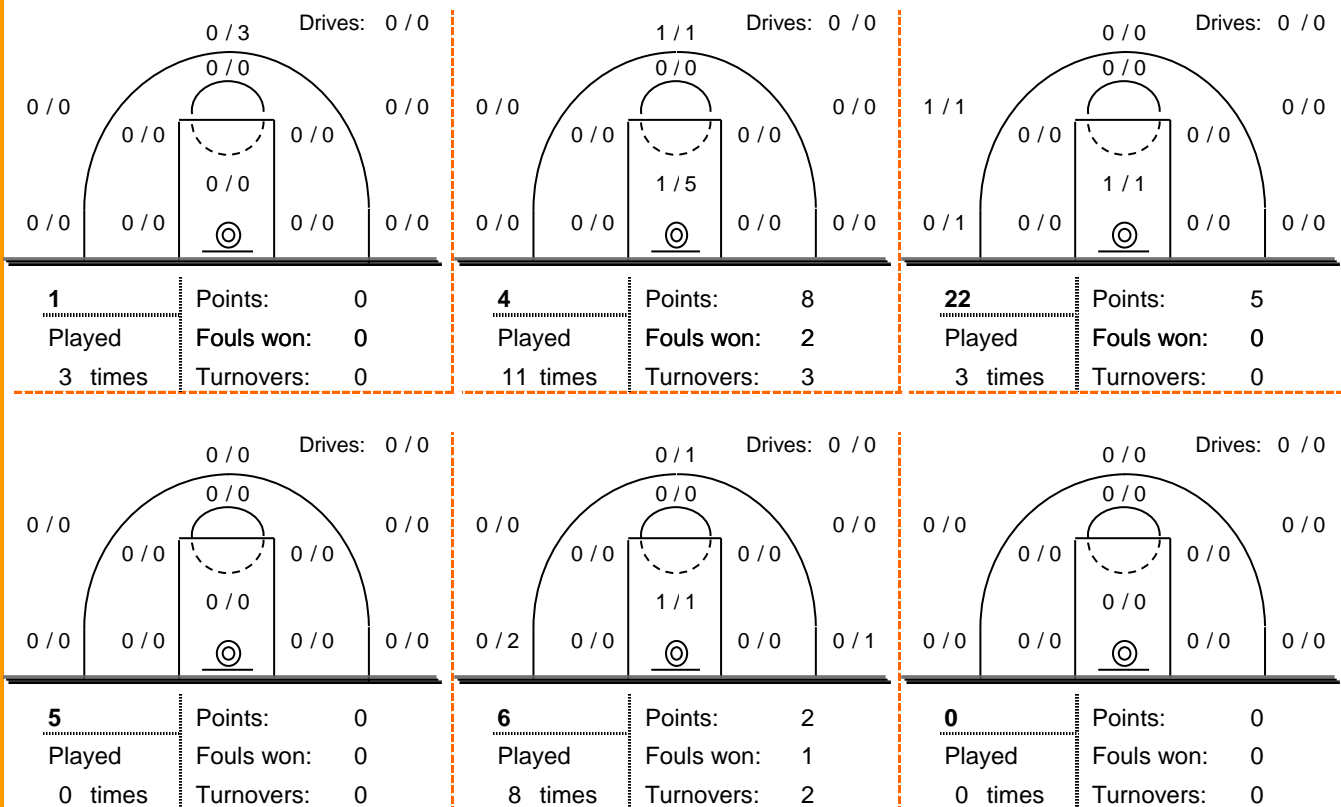 0 / 3 Drives: 0 / 0
0 / 0
0 / 0 0 / 0
0 / 0 0 / 0
0 / 0
0 / 0 0 / 0 0 / 0 0 / 0
1 Points: 0
Played Fouls won: 0
3 times Turnovers: 0
1 / 1 Drives: 0 / 0
0 / 0
0 / 0 0 / 0
0 / 0 0 / 0
1 / 5
0 / 0 0 / 0 0 / 0 0 / 0
4 Points: 8
Played Fouls won: 2
11 times Turnovers: 3
0 / 0 Drives: 0 / 0
0 / 0
1 / 1 0 / 0
0 / 0 0 / 0
1 / 1
0 / 1 0 / 0 0 / 0 0 / 0
22 Points: 5
Played Fouls won: 0
3 times Turnovers: 0
0 / 0 Drives: 0 / 0
0 / 0
0 / 0 0 / 0
0 / 0 0 / 0
0 / 0
0 / 0 0 / 0 0 / 0 0 / 0
5 Points: 0
Played Fouls won: 0
0 times Turnovers: 0
0 / 1 Drives: 0 / 0
0 / 0
0 / 0 0 / 0
0 / 0 0 / 0
1 / 1
0 / 2 0 / 0 0 / 0 0 / 1
6 Points: 2
Played Fouls won: 1
8 times Turnovers: 2
0 / 0 Drives: 0 / 0
0 / 0
0 / 0 0 / 0
0 / 0 0 / 0
0 / 0
0 / 0 0 / 0 0 / 0 0 / 0
0 Points: 0
Played Fouls won: 0
0 times Turnovers: 0